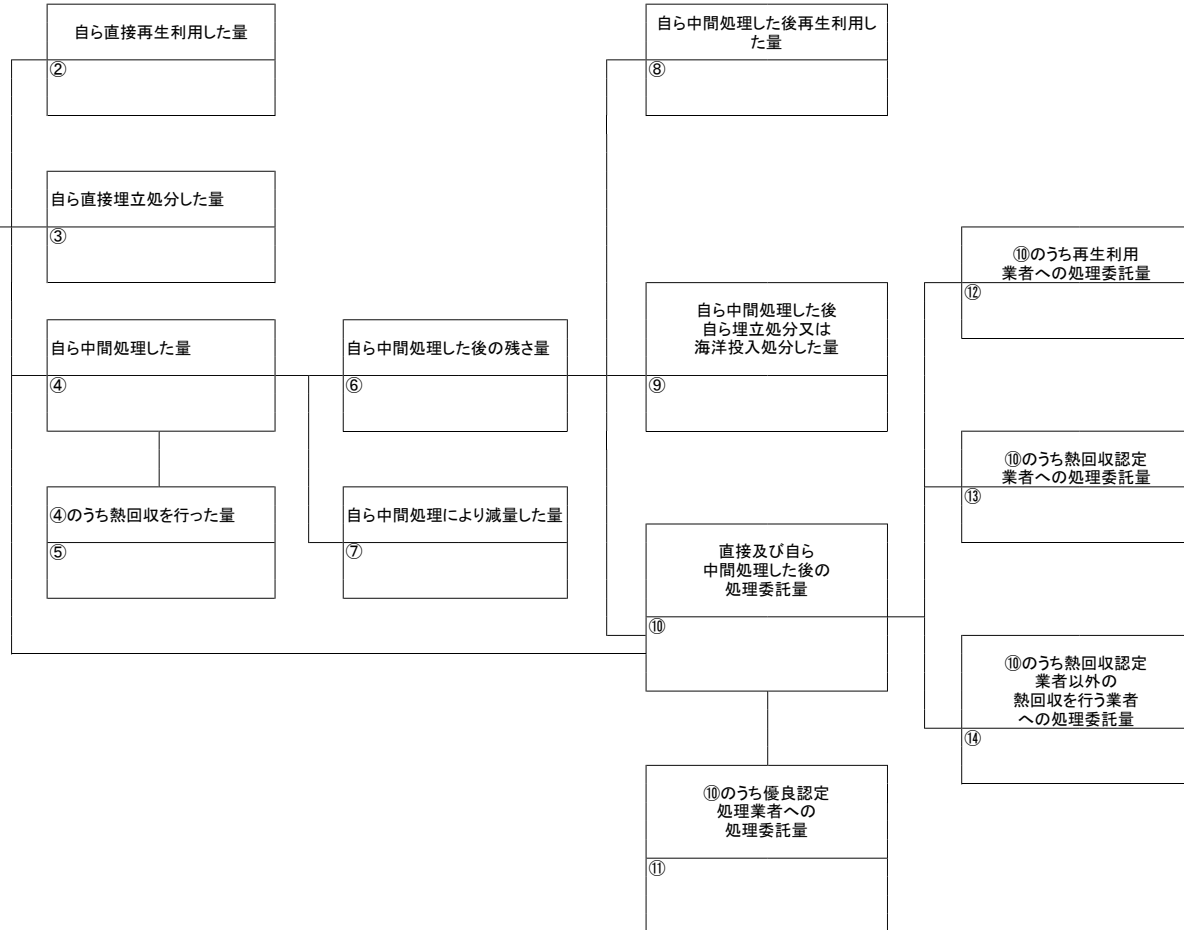 自ら直接再生利用した量
②
自ら中間処理した後再生利用し
た量
⑧
自ら直接埋立処分した量
③
⑩のうち再生利用
業者への処理委託量
⑫
自ら中間処理した量
④
自ら中間処理した後の残さ量
⑥
自ら中間処理した後
自ら埋立処分又は
海洋投入処分した量
⑨
⑩のうち熱回収認定
業者への処理委託量
⑬
④のうち熱回収を行った量
⑤
自ら中間処理により減量した量
⑦
直接及び自ら
中間処理した後の
処理委託量
⑩
⑩のうち熱回収認定
業者以外の
熱回収を行う業者
への処理委託量
⑭
⑩のうち優良認定
処理業者への
処理委託量
⑪